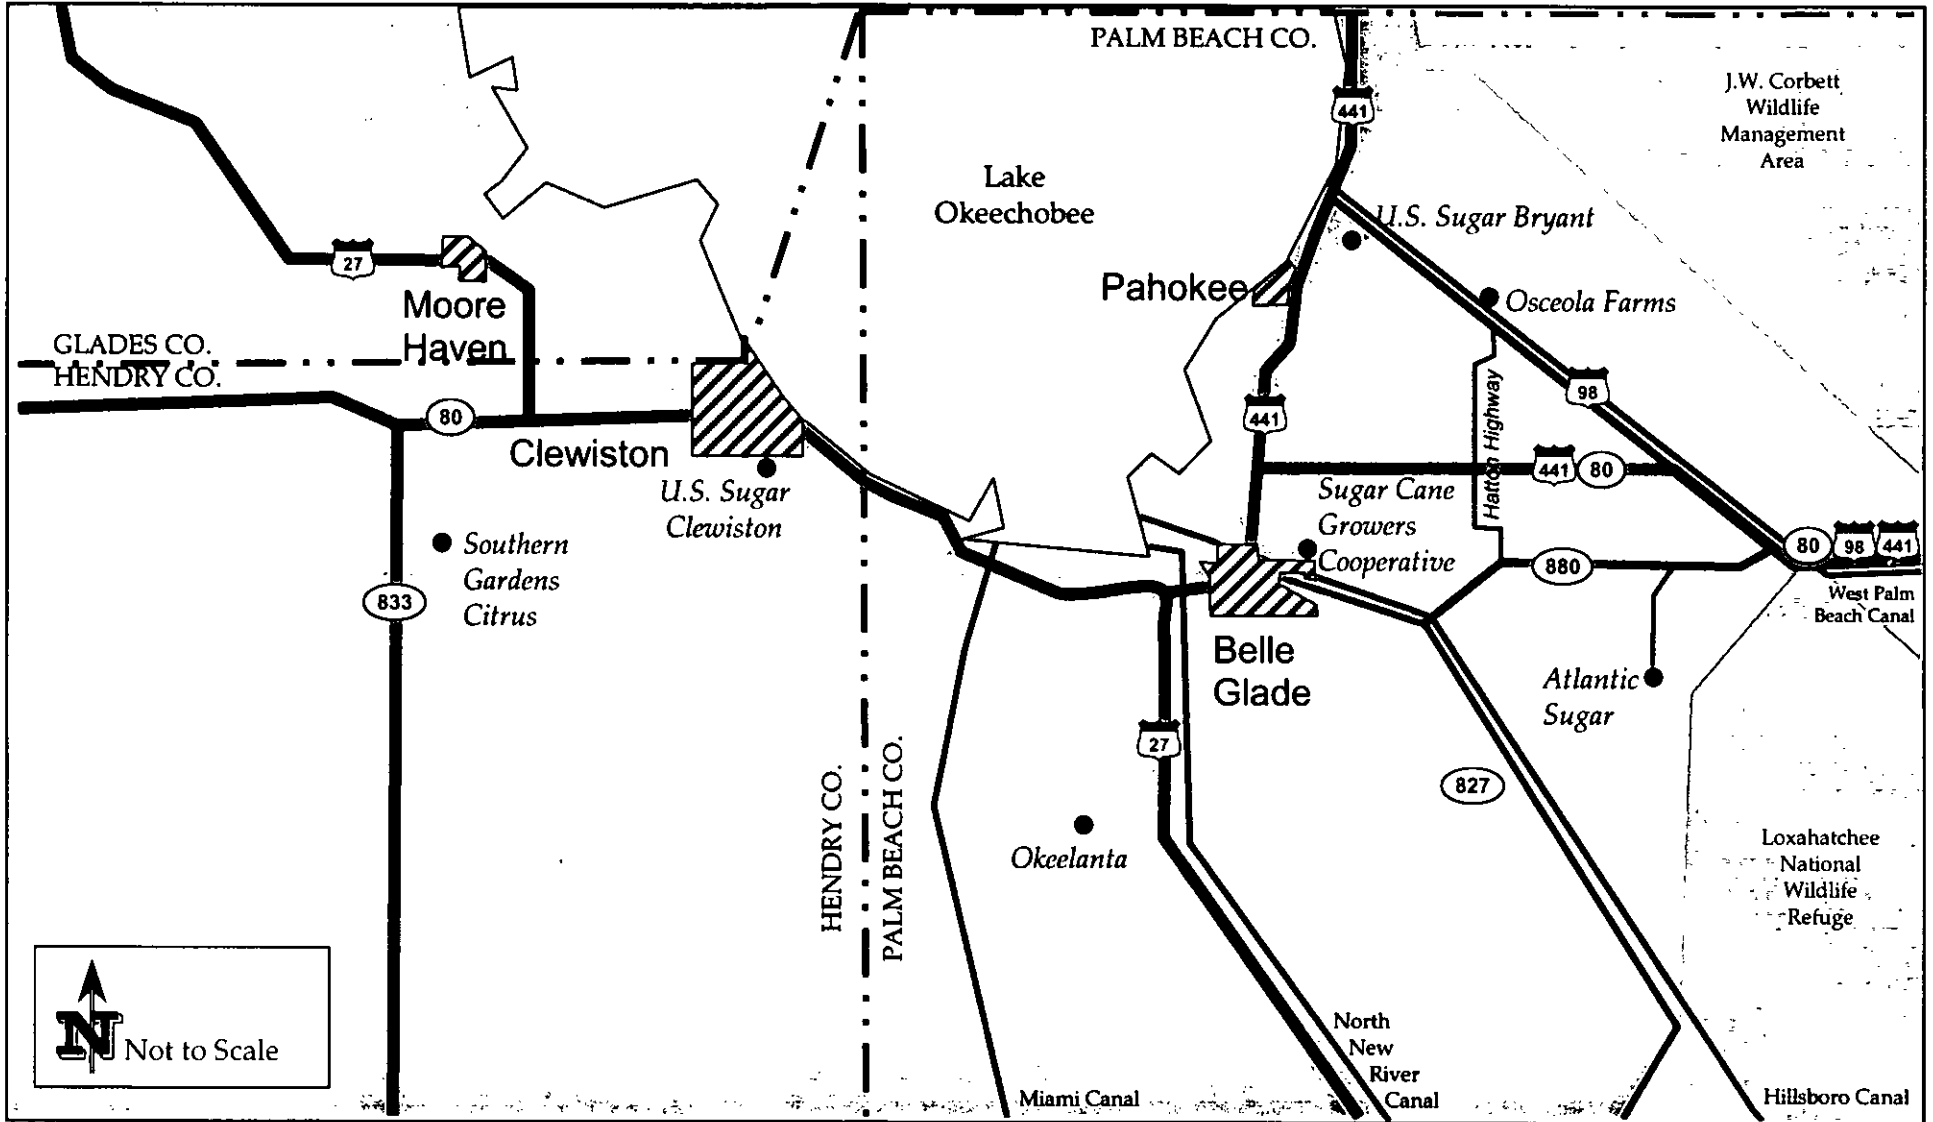 PALM BEACH CO.
J.W. Corbett
Wildlife
Management
Area
441
Lake
Okeechobee
U.S. Sugar Bryant
27
Moore
Haven
Pahokee
Osceola Farms
GLADES CO.
HENDRY CO.
98
Hatton Highway
80
441
Clewiston
441
80
U.S. Sugar
Clewiston
Sugar Cane
Growers
Cooperative
Southern
Gardens
Citrus
80
98
441
880
833
West Palm
Beach Canal
Belle
Glade
Atlantic
Sugar
27
827
HENDRY CO.
PALM BEACH CO.
Okeelanta
Loxahatchee
National
Wildlife
Refuge
N
Not to Scale
North
New
River
Canal
Miami Canal
Hillsboro Canal